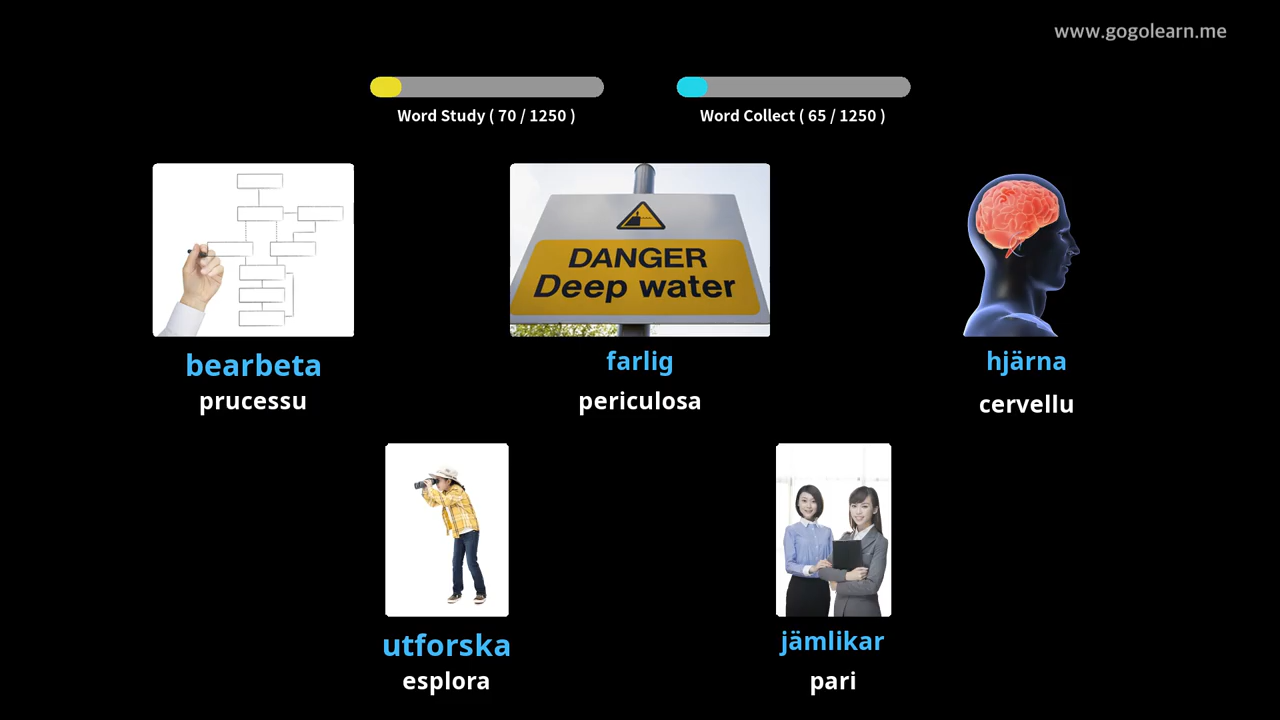 www.gogolearn.me
Word Study ( 70 / 1250 )
Word Collect ( 65 / 1250 )
DANGER
Deep water
bearbeta
prucessu
farlig
periculosa
hjärna
cervellu
utforska
esplora
jämlikar
pari